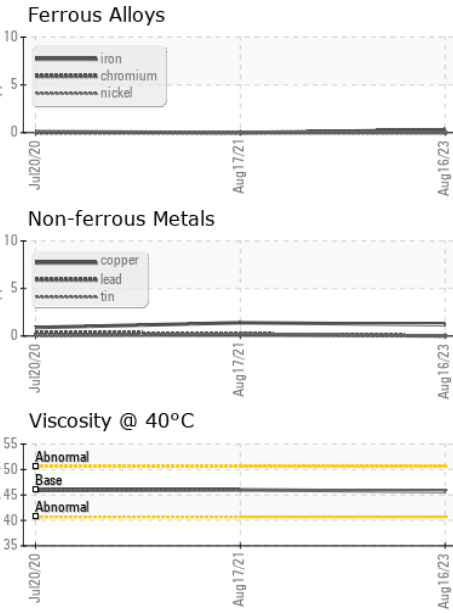 Ferrous Alloys
10
iron
chromium
nickel
5
0
Jul20/20
Aug17/21
Aug16/23
Non-ferrous Metals
10
copper
lead
tin
5
0
Jul20/20
Aug17/21
Aug16/23
Viscosity @ 40°C
55
Abnormal
50
Base
45
Abnormal
40
35
Jul20/20
Aug17/21
Aug16/23